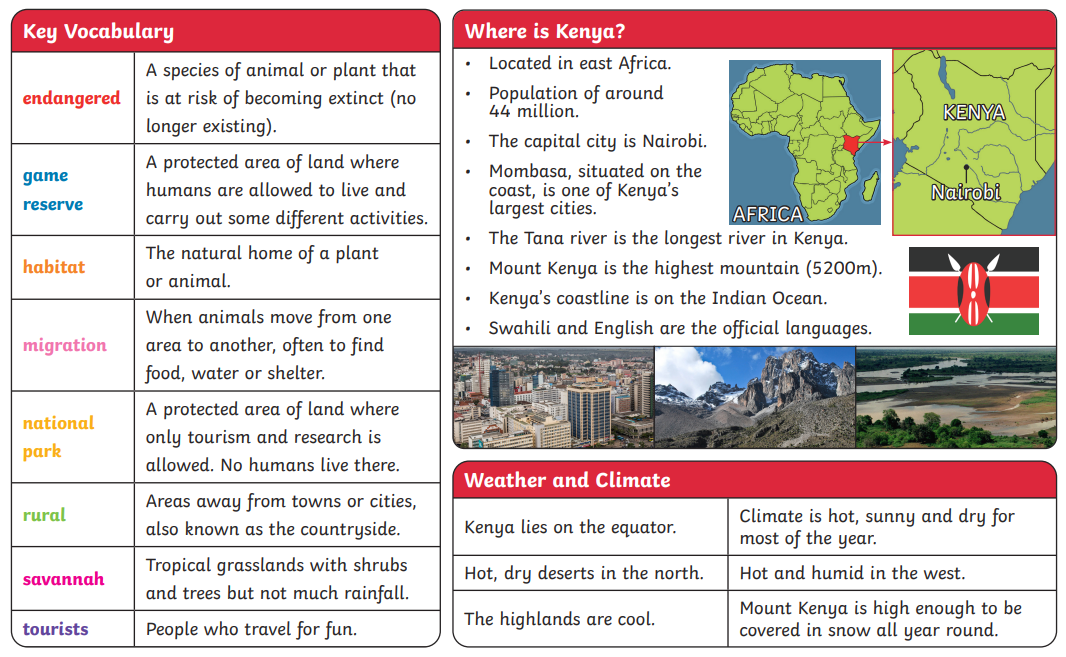 Key Vocabulary
endangered
A species of animal or plant that
is at risk of becoming extinct (no
longer existing).
game
reserve
A protected area of land where
humans are allowed to live and
carry out some different activities.
habitat
The natural home of a plant
or animal.
migration
When animals move from one
area to another, often to find
food, water or shelter.
national
park
A protected area of land where
only tourism and research is
allowed. No humans live there.
rural
Areas away from towns or cities,
also known as the countryside.
savannah
Tropical grasslands with shrubs
and trees but not much rainfall.
tourists
People who travel for fun.
Where is Kenya?
• Located in east Africa.
• Population of around
44 million.
• The capital city is Nairobi.
• Mombasa, situated on the
coast, is one of Kenya's
largest cities.
• The Tana river is the longest river in Kenya.
• Mount Kenya is the highest mountain (5200m).
• Kenya's coastline is on the Indian Ocean.
• Swahili and English are the official languages.
AFRICA
KENYA
Nairobi
Weather and Climate
Kenya lies on the equator.
Climate is hot, sunny and dry for
most of the year.
Hot, dry deserts in the north.
Hot and humid in the west.
The highlands are cool.
Mount Kenya is high enough to be
covered in snow all year round.